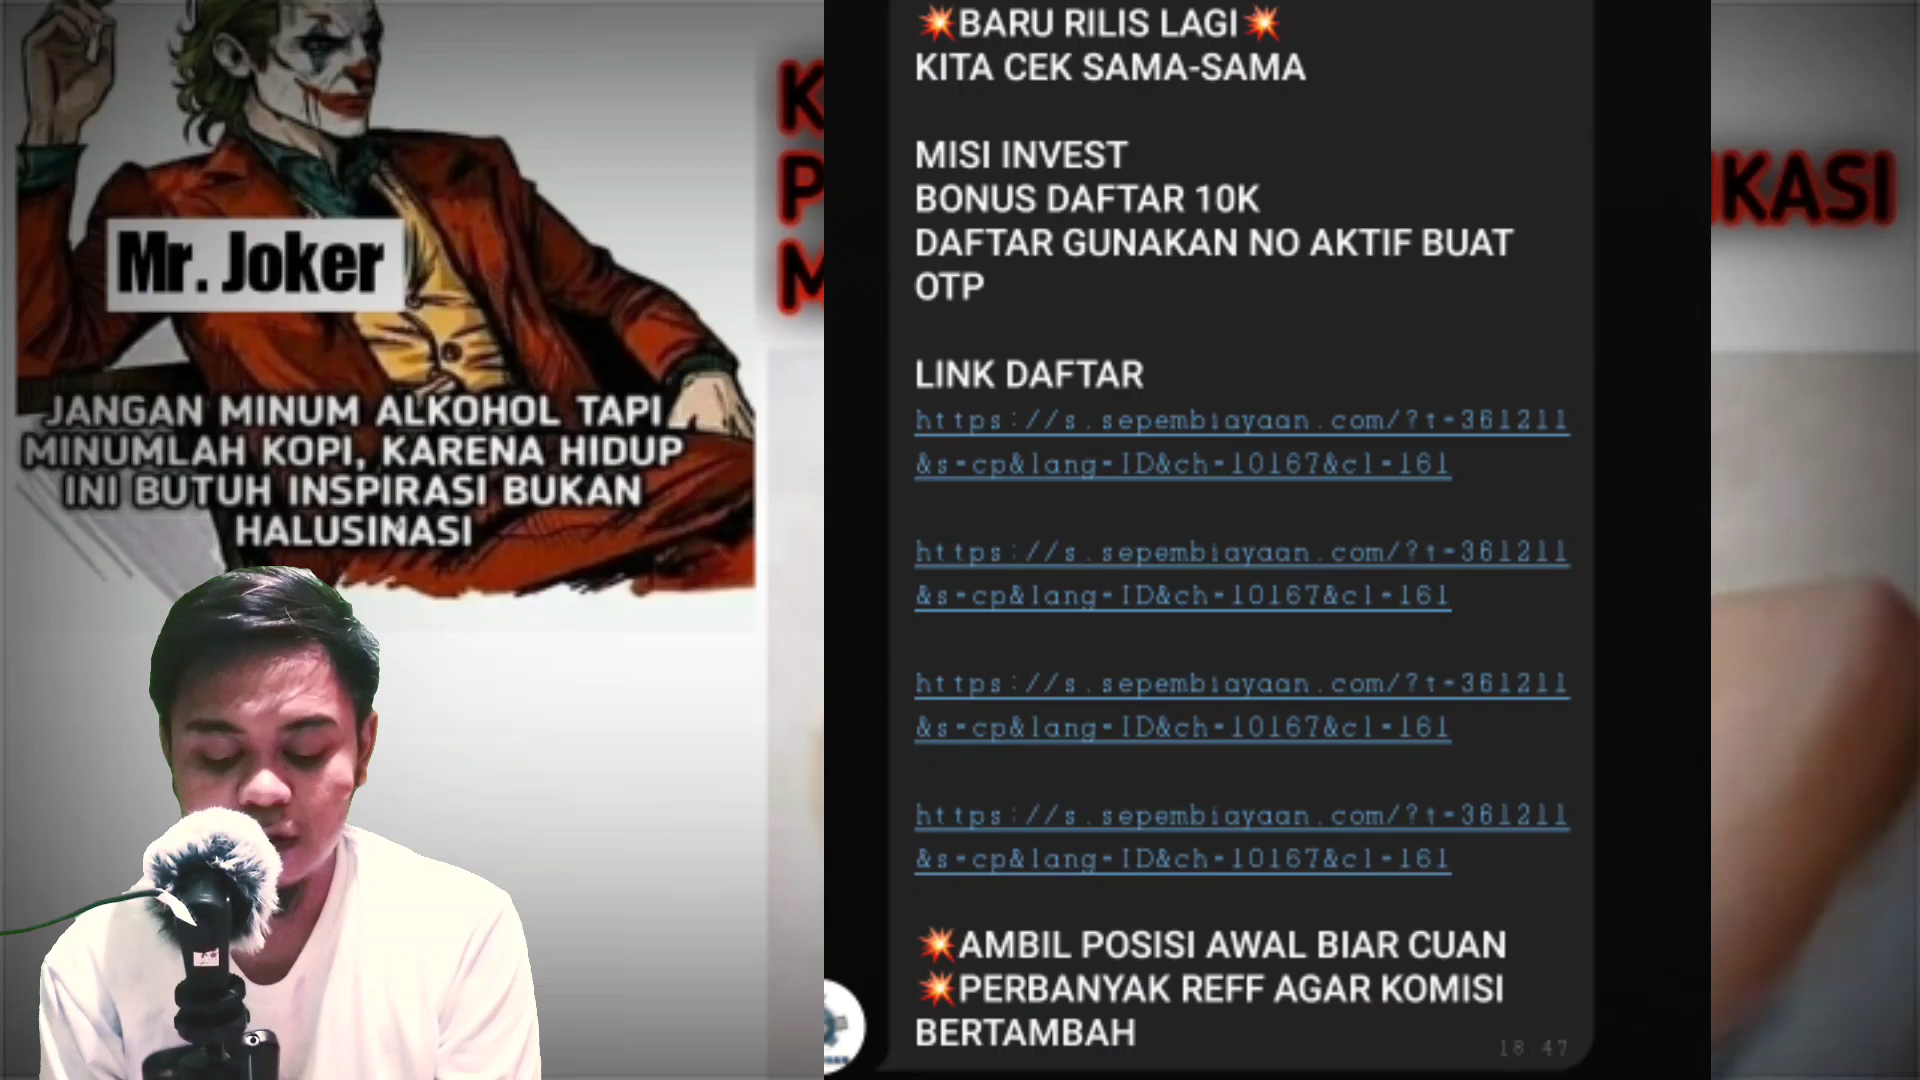 Mr. Joker
JANGAN MINUM ALKOHOL TAPI
MINUMLAH KOPI, KARENA HIDUP
INI BUTUH INSPIRASI BUKAN
HALUSINASI
K
P
M
IKASI
💥BARU RILIS LAGI💥
KITA CEK SAMA-SAMA
MISI INVEST
BONUS DAFTAR 10K
DAFTAR GUNAKAN NO AKTIF BUAT
OTP
LINK DAFTAR
https://s.sepembiayaan.com/?t=361211
&s=cp&lang=ID&ch=10167&cl=161
https://s.sepembiayaan.com/?t=361211
&s=cp&lang=ID&ch=10167&cl=161
https://s.sepembiayaan.com/?t=361211
&s=cp&lang=ID&ch=10167&cl=161
https://s.sepembiayaan.com/?t=361211
&s=cp&lang=ID&ch=10167&cl=161
💥AMBIL POSISI AWAL BIAR CUAN
💥PERBANYAK REFF AGAR KOMISI
BERTAMBAH
18:47